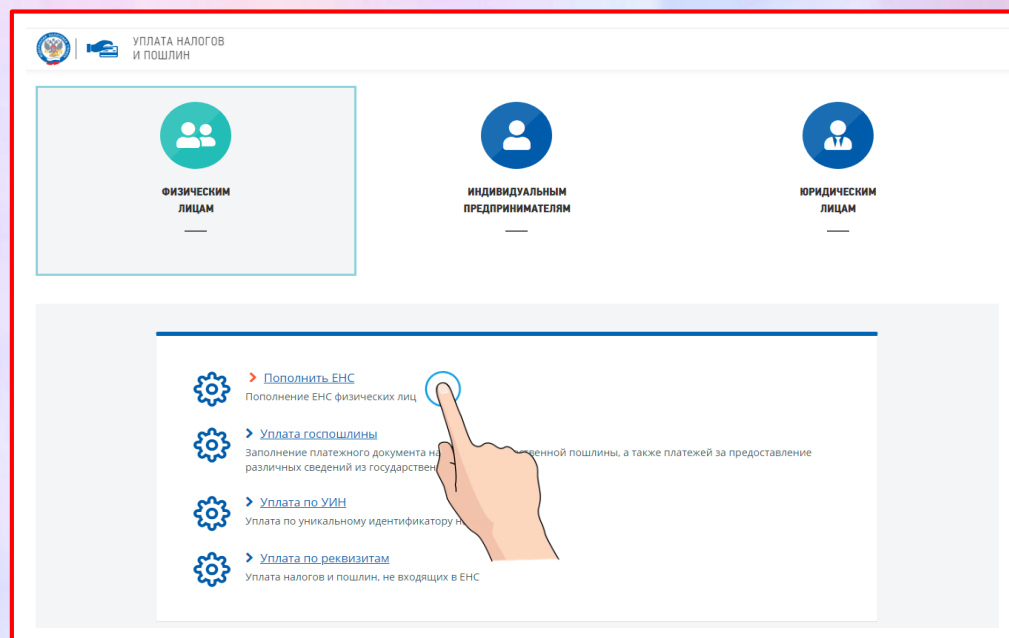 УПЛАТА НАЛОГОВ
И ПОШЛИН
ФИЗИЧЕСКИМ
ЛИЦАМ
ИНДИВИДУАЛЬНЫМ
ПРЕДПРИНИМАТЕЛЯМ
ЮРИДИЧЕСКИМ
ЛИЦАМ
Пополнить ЕНС
Пополнение ЕНС физических лиц
Уплата госпошлины
Заполнение платежного документа на пошлины, а также платежей за предоставление
различных сведений из
Уплата по УИН
Уплата по уникальному идентификатору
Уплата по реквизитам
Уплата налогов и пошлин, не входящих в ЕНС